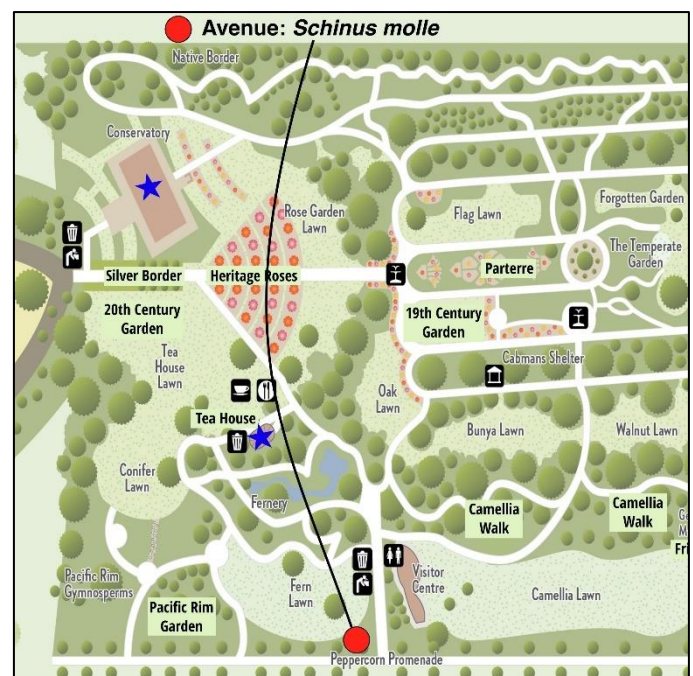 Avenue: Schinus molle
Native Border
Conservatory
Rose Garden
Lawn
Flag Lawn
Forgotten Garden
The Temperate
Garden
Silver Border
Heritage Roses
Parterre
20th Century
Garden
19th Century
Garden
Tea
House
Lawn
Cabmans Shelter
Oak
Lawn
Tea House
Bunya Lawn
Walnut Lawn
Conifer
Lawn
Fernery
Camellia
Walk
Camellia
Walk
Pacific Rim
Gymnosperms
Fern
Lawn
Visitor
Centre
Camellia Lawn
Pacific Rim
Garden
Peppercorn Promenade